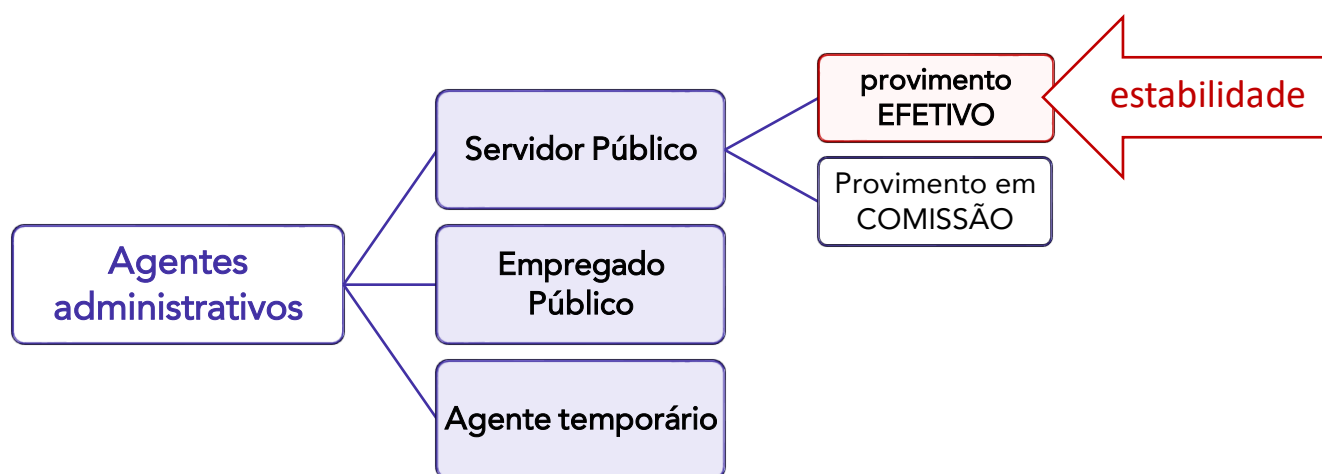 Agentes
administrativos
Servidor Público
provimento
EFETIVO
estabilidade
Provimento em
COMISSÃO
Empregado
Público
Agente temporário